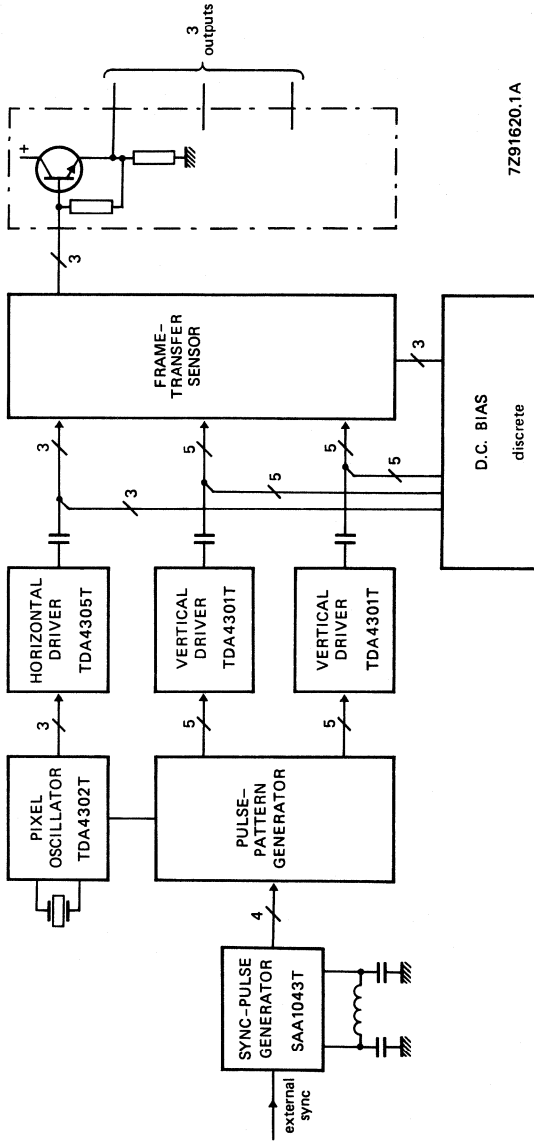 external
sync
SYNC-PULSE
GENERATOR
SAA1043T
4
PIXEL
OSCILLATOR
TDA4302T
PULSE-
PATTERN
GENERATOR
3
5
5
HORIZONTAL
DRIVER
TDA4305T
VERTICAL
DRIVER
TDA4301T
VERTICAL
DRIVER
TDA4301T
3
5
5
3
5
5
FRAME-
TRANSFER
SENSOR
3
D.C. BIAS
discrete
3
+
3
outputs
7Z91620.1A